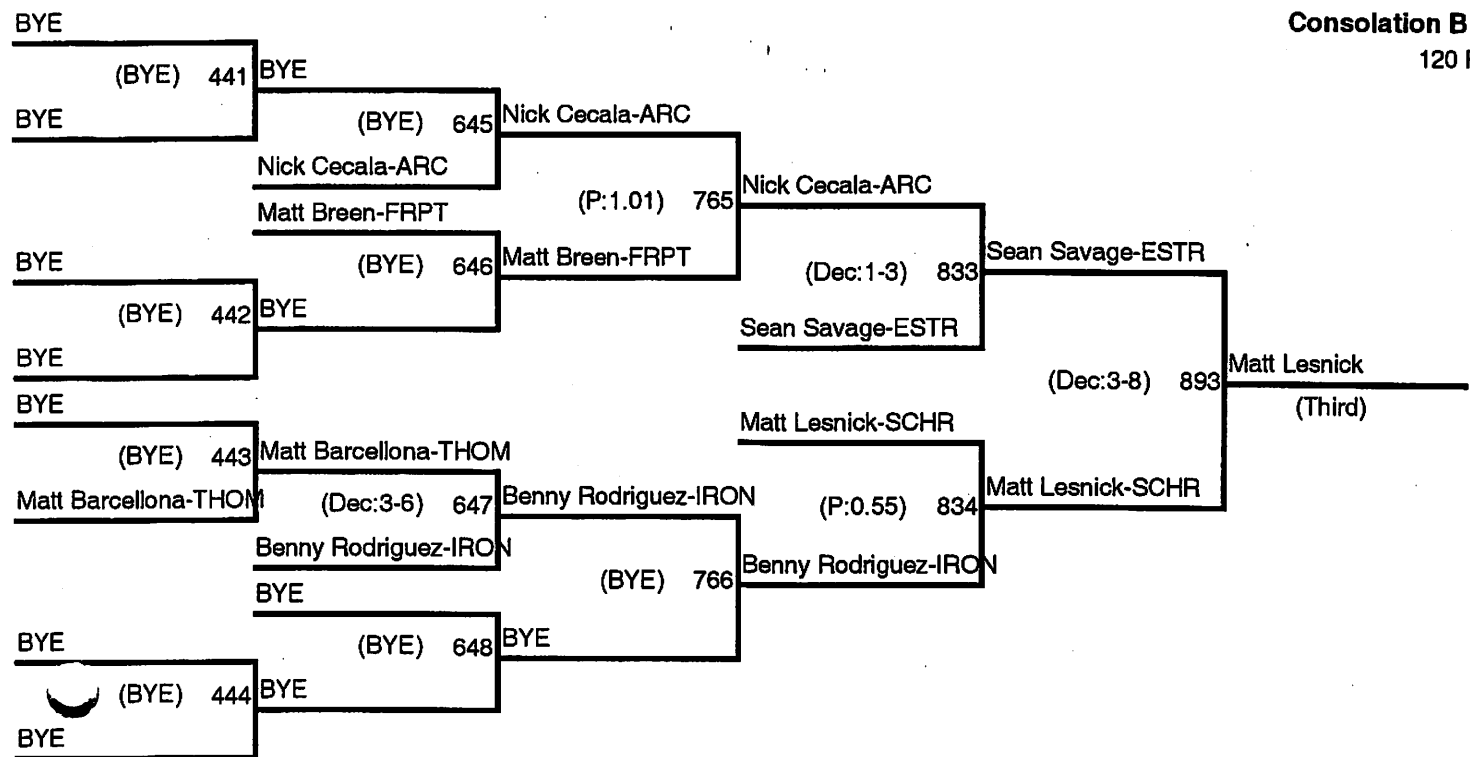 BYE
Consolation B
120
(BYE) 441 BYE
BYE
(BYE) 645 Nick Cecala-ARC
Nick Cecala-ARC
(P:1.01) 765 Nick Cecala-ARC
Matt Breen-FRPT
BYE
(BYE) 646 Matt Breen-FRPT
(BYE) 442 BYE
(Dec:1-3) 833 Sean Savage-ESTR
Sean Savage-ESTR
BYE
(Dec:3-8) 893 Matt Lesnick
(Third)
BYE
Matt Lesnick-SCHR
(BYE) 443 Matt Barcellona-THOM
Matt Barcellona-THOM
(Dec:3-6) 647 Benny Rodriguez-IRON
(P:0.55) 834 Matt Lesnick-SCHR
Benny Rodriguez-IRON
(BYE) 766 Benny Rodriguez-IRON
BYE
BYE
(BYE) 648 BYE
(BYE) 444 BYE
BYE